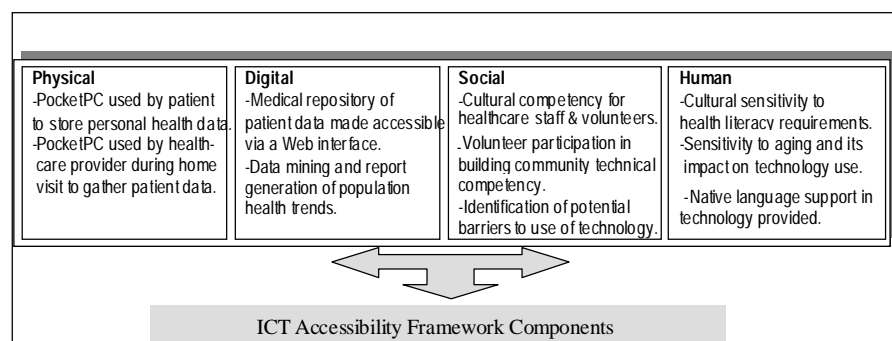 Physical
-PocketPC used by patient
to store personal health data.
-PocketPC used by health-
care provider during home
visit to gather patient data.
Digital
-Medical repository of
patient data made accessible
via a Web interface.
-Data mining and report
generation of population
health trends.
Social
-Cultural competency for
healthcare staff & volunteers.
-Volunteer participation in
building community technical
competency.
-Identification of potential
barriers to use of technology.
Human
-Cultural sensitivity to
health literacy requirements.
-Sensitivity to aging and its
impact on technology use.
-Native language support in
technology provided.
ICT Accessibility Framework Components